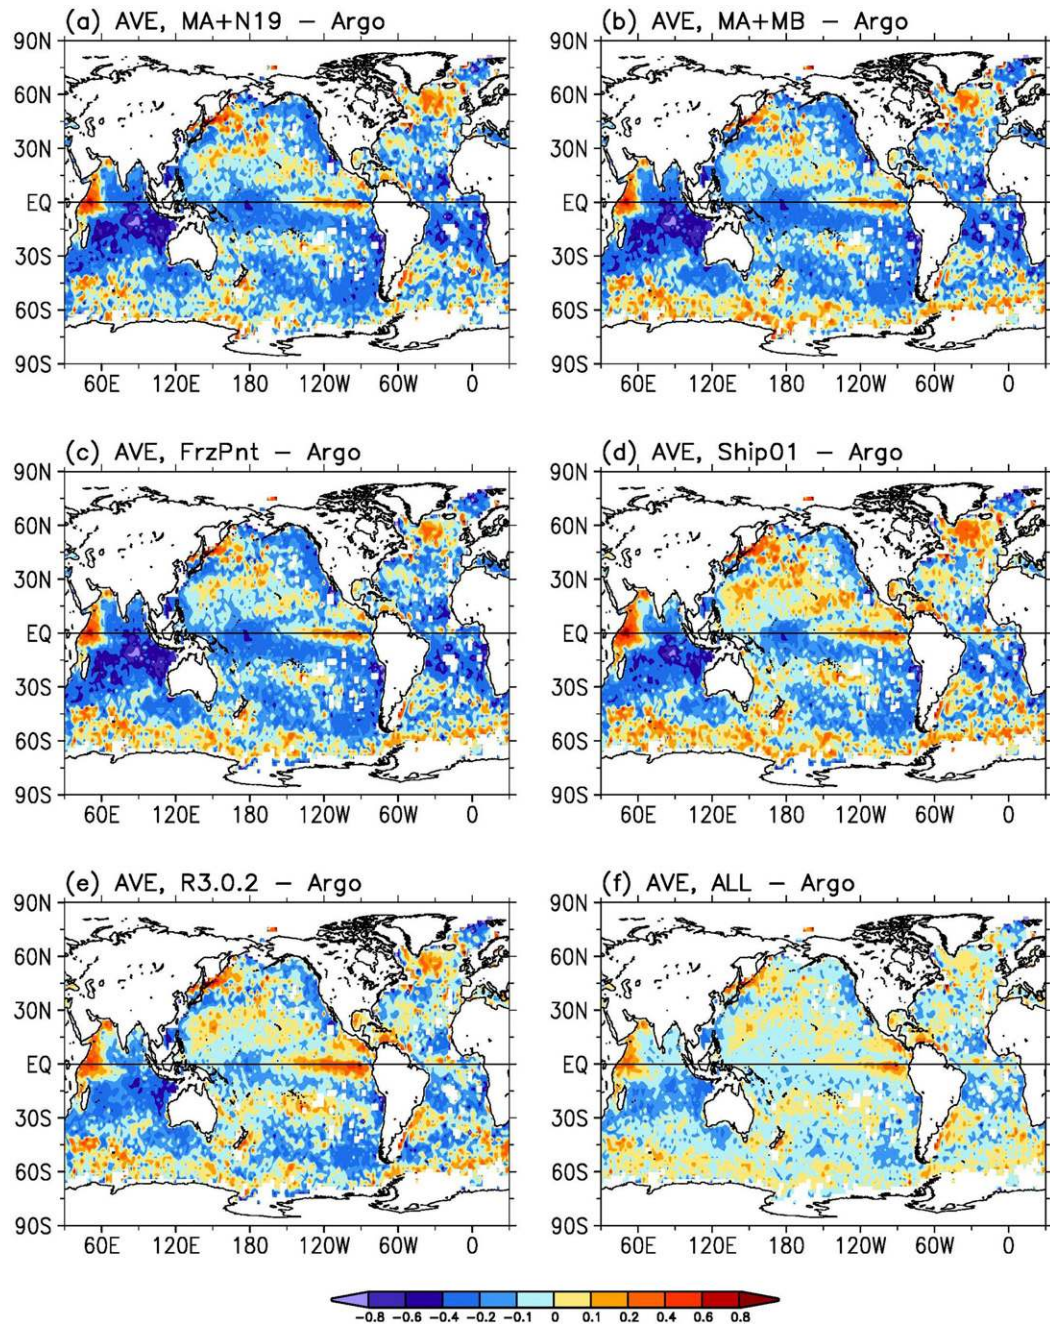 (a) AVE, MA+N19 – Argo
(b) AVE, MA+MB – Argo
90N
60N
30N
EQ
30S
60S
90S
60E 120E 180 120W 60W 0
90N
60N
30N
EQ
30S
60S
90S
60E 120E 180 120W 60W 0
(c) AVE, FrzPnt – Argo
(d) AVE, Ship01 – Argo
90N
60N
30N
EQ
30S
60S
90S
60E 120E 180 120W 60W 0
90N
60N
30N
EQ
30S
60S
90S
60E 120E 180 120W 60W 0
(e) AVE, R3.0.2 – Argo
(f) AVE, ALL – Argo
90N
60N
30N
EQ
30S
60S
90S
60E 120E 180 120W 60W 0
90N
60N
30N
EQ
30S
60S
90S
60E 120E 180 120W 60W 0
-0.8 -0.6 -0.4 -0.2 -0.1 0 0.1 0.2 0.4 0.6 0.8